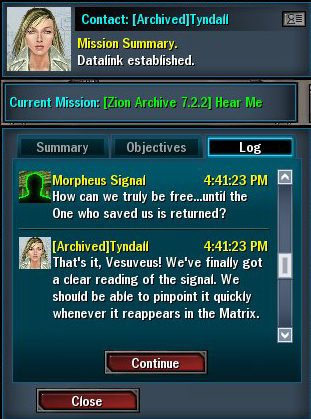 Contact: [Archived]Tyndall
Mission Summary.
Datalink established.
Current Mission: [Zion Archive 7.2.2] Hear Me
Summary
Objectives
Log
Morpheus Signal 4:41:23 PM
How can we truly be free...until the
One who saved us is returned?
[Archived]Tyndall 4:41:23 PM
That's it, Vesuveus! We've finally got
a clear reading of the signal. We
should be able to pinpoint it quickly
whenever it reappears in the Matrix.
Continue
Close